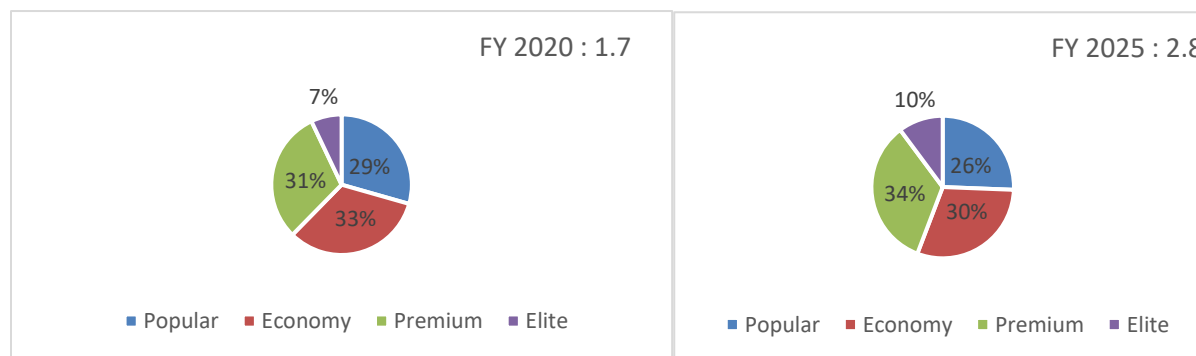 FY 2020 : 1.7
7%
29%
31%
33%
Popular Economy Premium Elite
FY 2025 : 2.8
10%
26%
34%
30%
Popular Economy Premium Elite